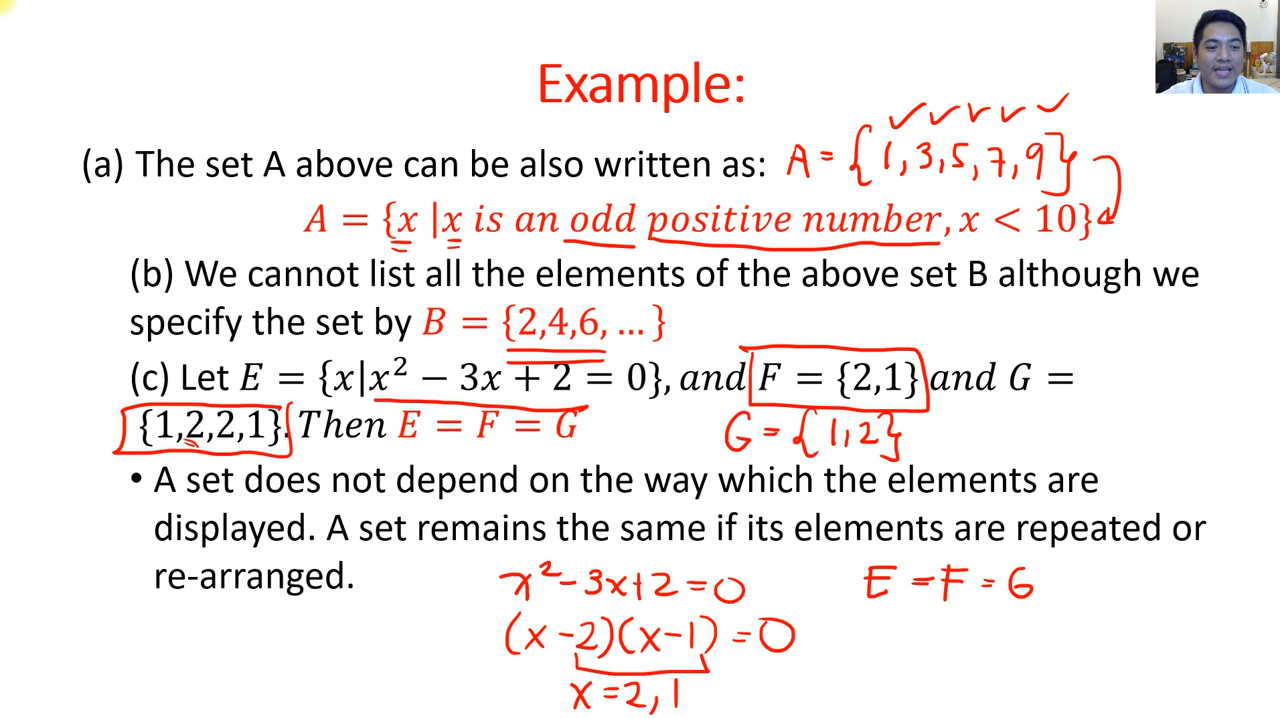 Example:
(a) The set A above can be also written as: A = {1, 3, 5, 7, 9}
A = {x |x is an odd positive number, x < 10}
(b) We cannot list all the elements of the above set B although we
specify the set by B = {2,4,6, … }
(c) Let E = {x|x² − 3x + 2 = 0}, and F = {2,1} and G =
{1,2,2,1}. Then E = F = G
G = {1, 2}
• A set does not depend on the way which the elements are
displayed. A set remains the same if its elements are repeated or
re-arranged.
x² - 3x + 2 = 0
E = F = G
(x - 2)(x - 1) = 0
x = 2, 1